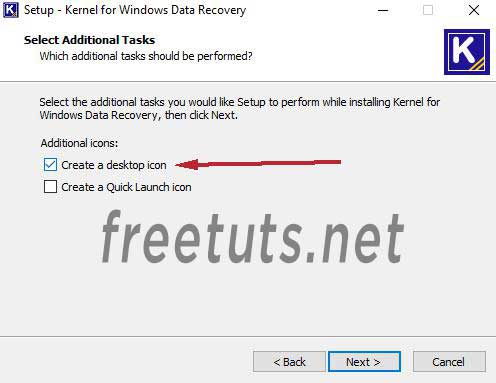 Setup - Kernel for Windows Data Recovery
Select Additional Tasks
Which additional tasks should be performed?
K
Select the additional tasks you would like Setup to perform while installing Kernel for
Windows Data Recovery, then click Next.
Additional icons:
Create a desktop icon
Create a Quick Launch icon
freetuts.net
< Back
Next >
Cancel